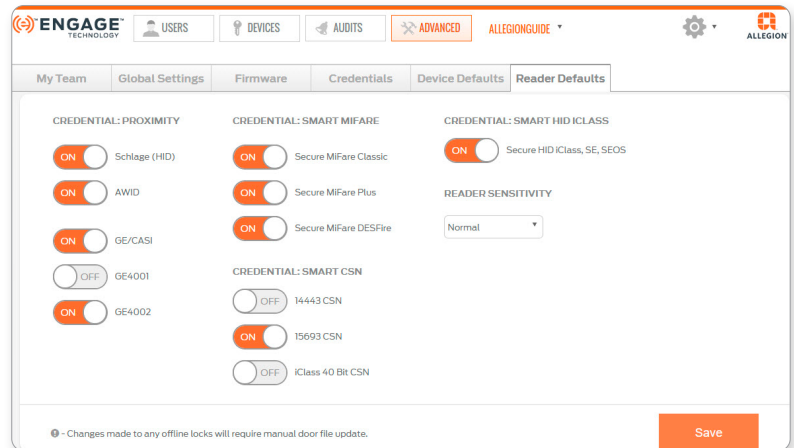 ENGAGE™
TECHNOLOGY
USERS
DEVICES
AUDITS
ADVANCED
ALLEGIONGUIDE
ALLEGION
My Team
Global Settings
Firmware
Credentials
Device Defaults
Reader Defaults
CREDENTIAL: PROXIMITY
ON Schlage (HID)
ON AWID
ON GE/CASI
OFF GE4001
ON GE4002
CREDENTIAL: SMART MIFARE
ON Secure MiFare Classic
ON Secure MiFare Plus
ON Secure MiFare DESFire
CREDENTIAL: SMART CSN
OFF 14443 CSN
ON 15693 CSN
OFF iClass 40 Bit CSN
CREDENTIAL: SMART HID ICLASS
ON Secure HID iClass, SE, SEOS
READER SENSITIVITY
Normal
- Changes made to any offline locks will require manual door file update.
Save